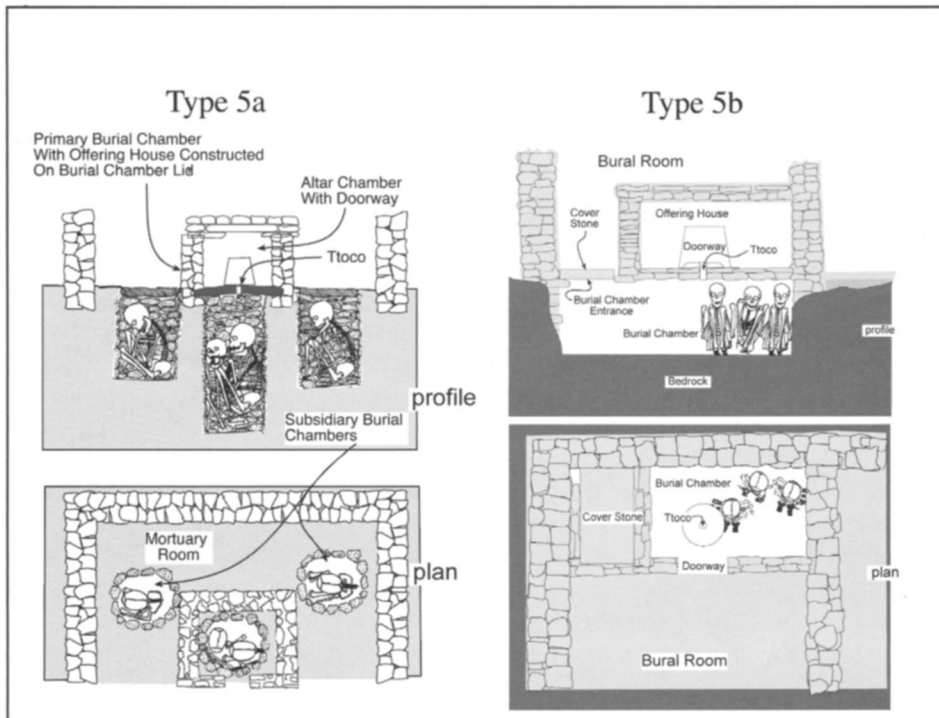 Type 5a
Primary Burial Chamber
With Offering House Constructed
On Burial Chamber Lid
Altar Chamber
With Doorway
Ttoco
profile
Subsidiary Burial
Chambers
Mortuary
Room
plan
Type 5b
Bural Room
Cover
Stone
Offering House
Doorway
Ttoco
Burial Chamber
Entrance
Burial Chamber
profile
Bedrock
Burial Chamber
Cover Stone
Ttoco
Doorway
plan
Bural Room